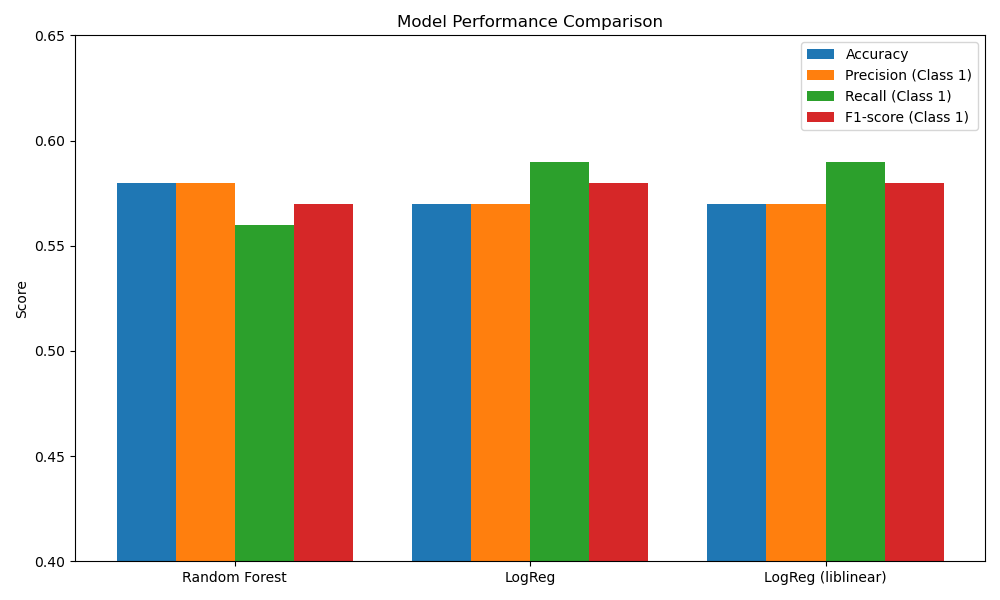 Model Performance Comparison
Accuracy
Precision (Class 1)
Recall (Class 1)
F1-score (Class 1)
Score
0.65
0.60
0.55
0.50
0.45
0.40
Random Forest
LogReg
LogReg (liblinear)